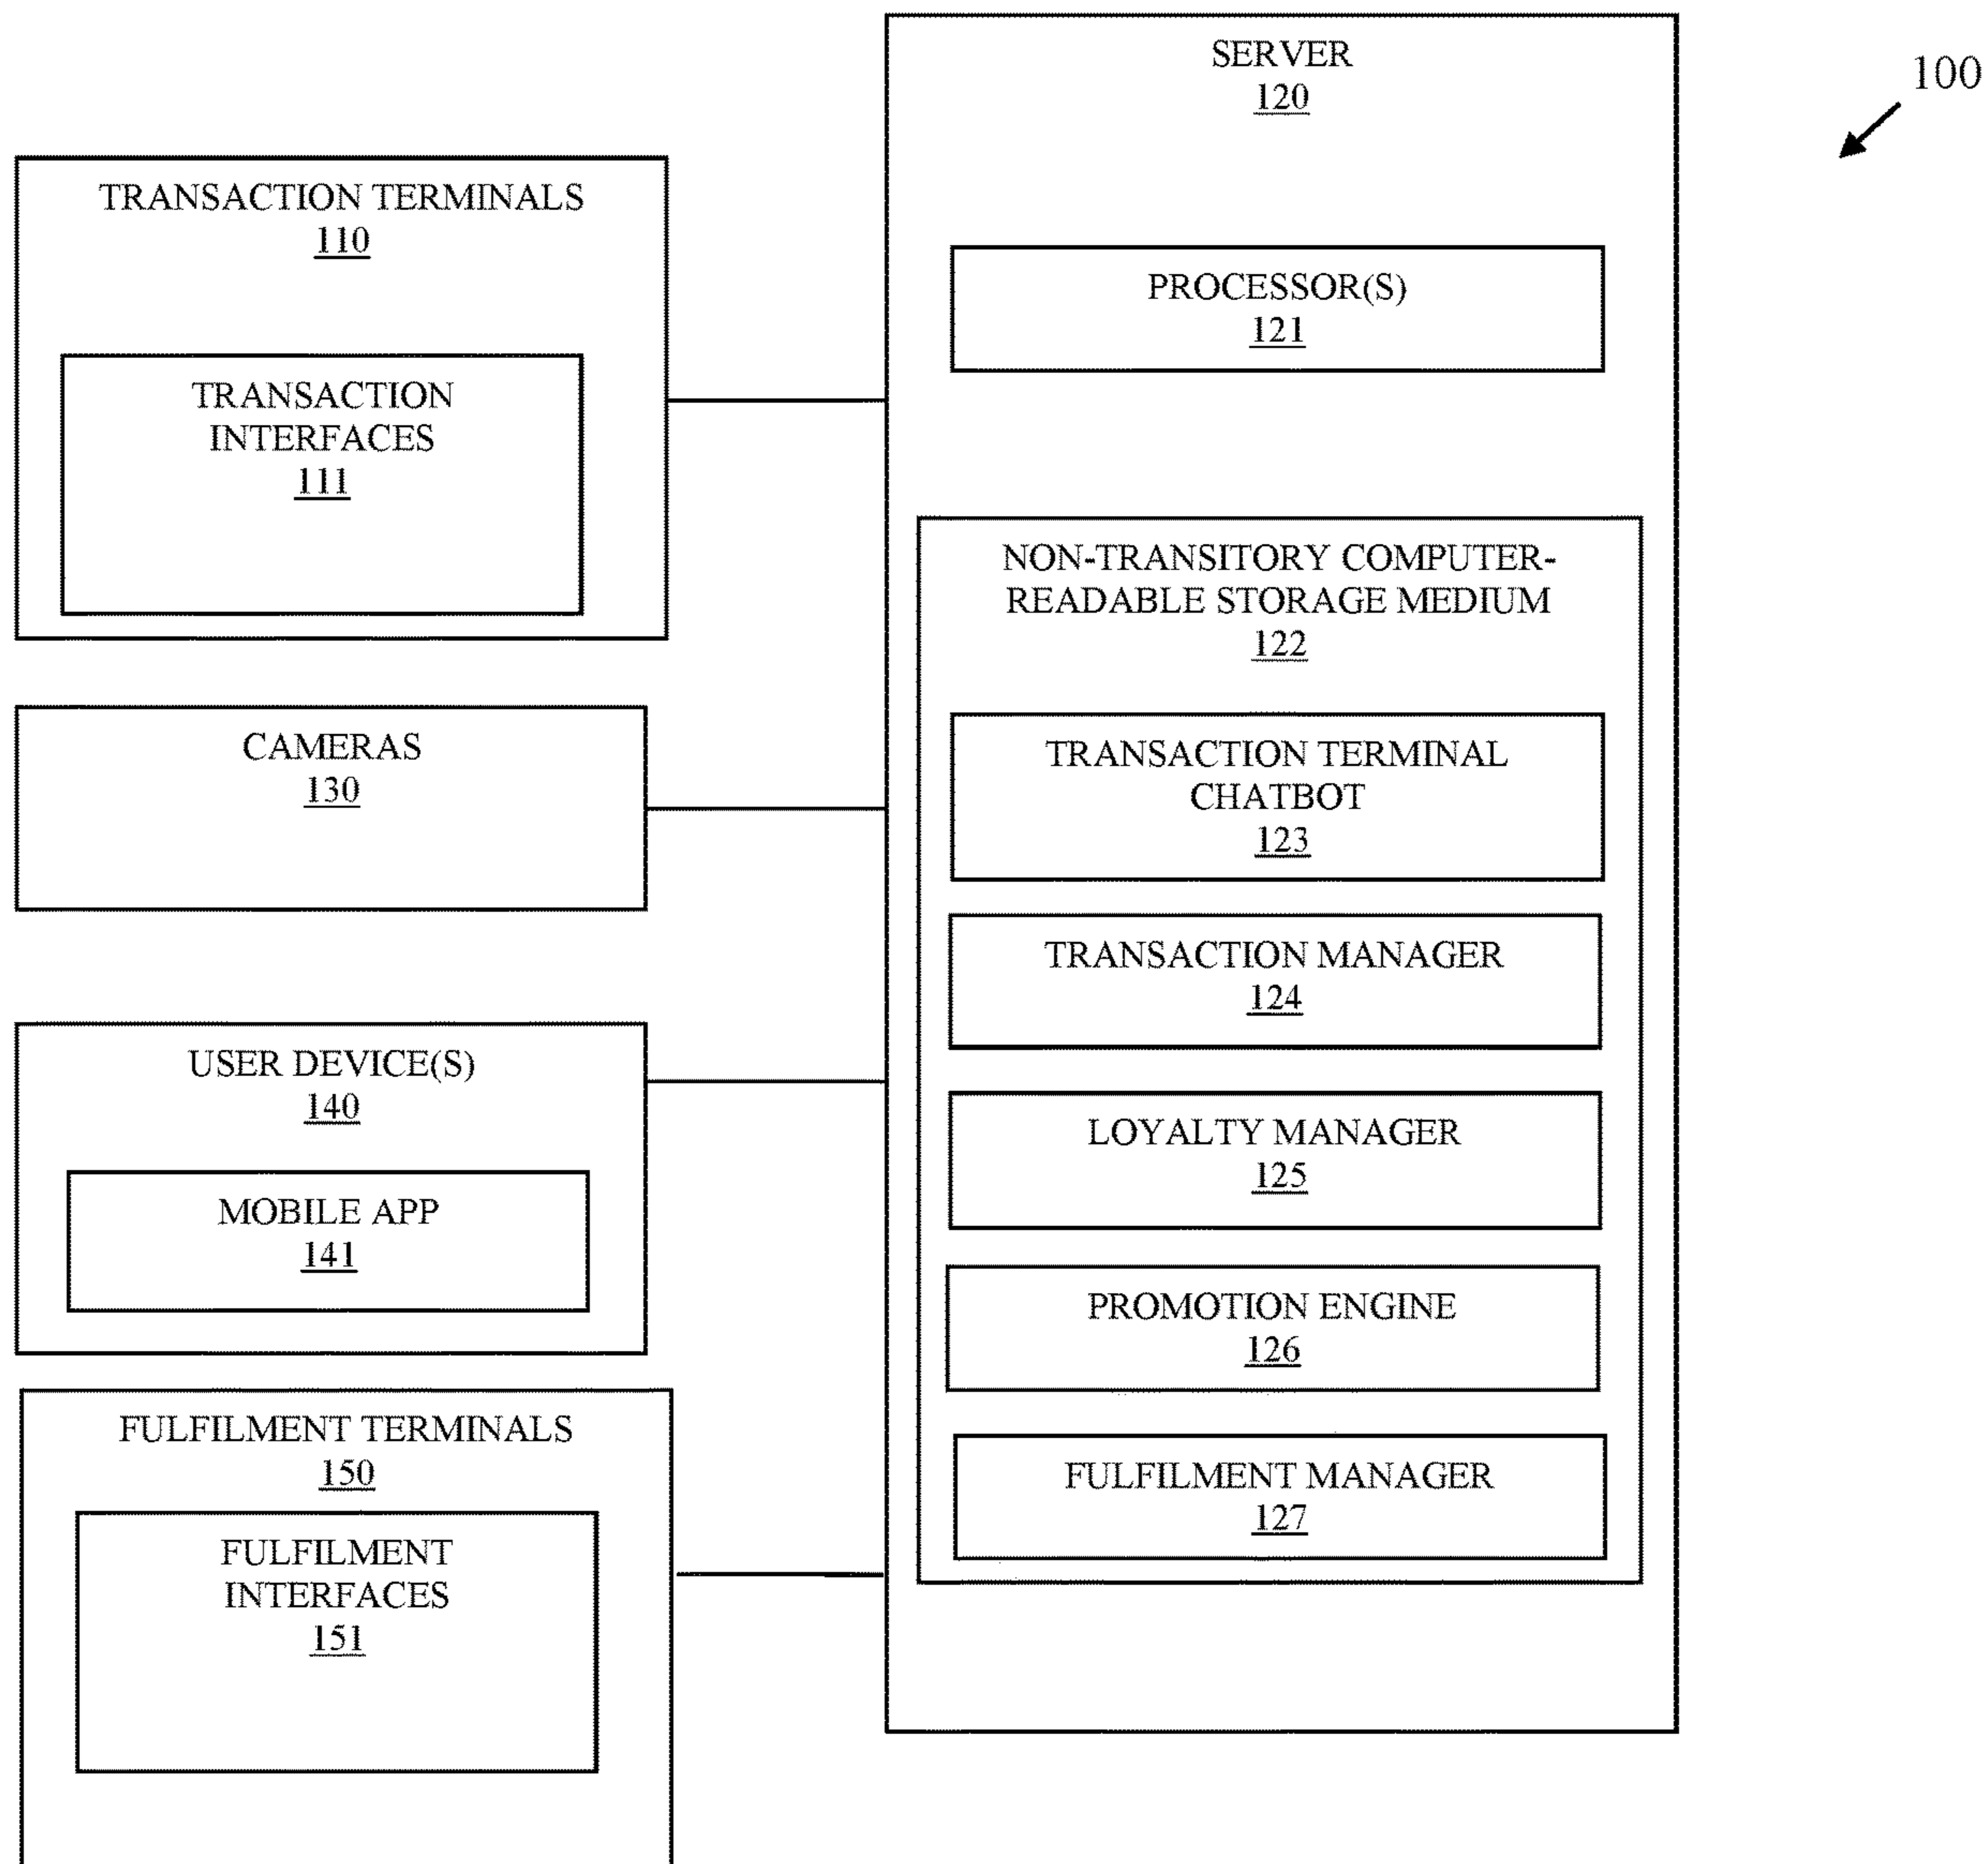 100
TRANSACTION TERMINALS
110
TRANSACTION
INTERFACES
111
CAMERAS
130
USER DEVICE(S)
140
MOBILE APP
141
FULFILMENT TERMINALS
150
FULFILMENT
INTERFACES
151
SERVER
120
PROCESSOR(S)
121
NON-TRANSITORY COMPUTER-
READABLE STORAGE MEDIUM
122
TRANSACTION TERMINAL
CHATBOT
123
TRANSACTION MANAGER
124
LOYALTY MANAGER
125
PROMOTION ENGINE
126
FULFILMENT MANAGER
127